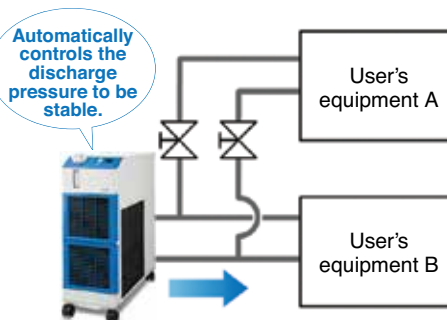 Automatically
controls the
discharge
pressure to be
stable.
User's
equipment A
User's
equipment B